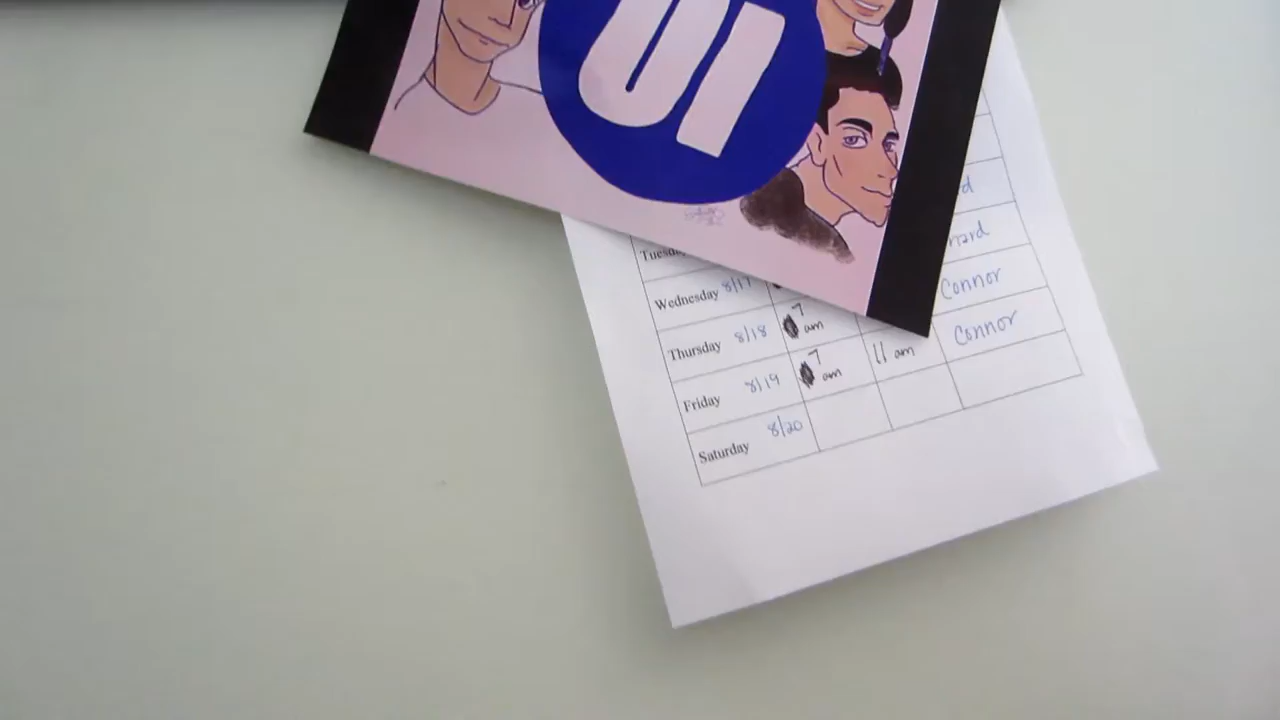 UI
Tuesday
Wednesday 8/17
Thursday 8/18 7 am Connor
Friday 8/19 7 am 11 am Connor
Saturday 8/20